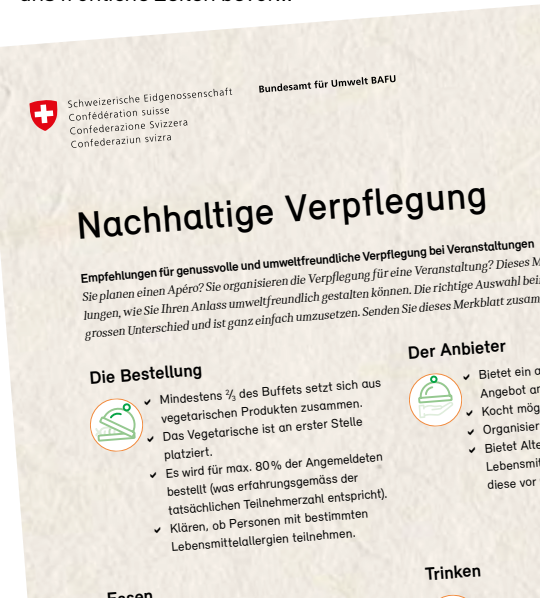 Schweizerische Eidgenossenschaft
Confédération suisse
Confederazione Svizzera
Confederaziun svizra
Bundesamt für Umwelt BAFU
Nachhaltige Verpflegung
Empfehlungen für genussvolle und umweltfreundliche Verpflegung bei Veranstaltungen
Sie planen einen Apéro? Sie organisieren die Verpflegung für eine Veranstaltung? Dieses M
lungen, wie Sie Ihren Anlass umweltfreundlich gestalten können. Die richtige Auswahl bei
grossen Unterschied und ist ganz einfach umzusetzen. Senden Sie dieses Merkblatt zusam
Die Bestellung
✓ Mindestens ⅔ des Buffets setzt sich aus
vegetarischen Produkten zusammen.
✓ Das Vegetarische ist an erster Stelle
platziert.
✓ Es wird für max. 80% der Angemeldeten
bestellt (was erfahrungsgemäss der
tatsächlichen Teilnehmerzahl entspricht).
✓ Klären, ob Personen mit bestimmten
Lebensmittelallergien teilnehmen.
Der Anbieter
✓ Bietet ein a
Angebot an
✓ Kocht mög
✓ Organisier
✓ Bietet Alte
Lebensmit
diese vor
Essen
Trinken